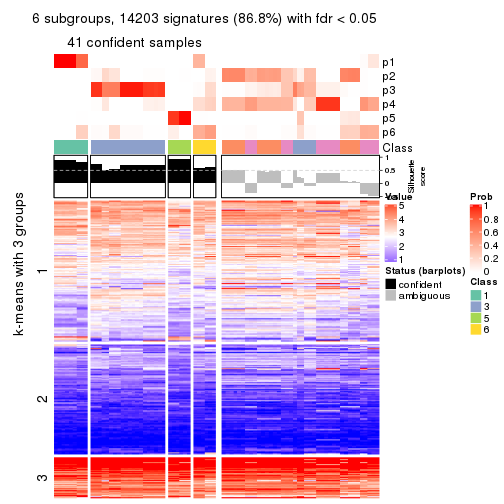 6 subgroups, 14203 signatures (86.8%) with fdr < 0.05
41 confident samples
p1
p2
p3
p4
p5
p6
Class
1
0.5
0
Silhouette
score
k-means with 3 groups
1
2
3
Value
5
4
3
2
1
Status (barplots)
confident
ambiguous
Prob
1
0.8
0.6
0.4
0.2
0
Class
1
3
5
6